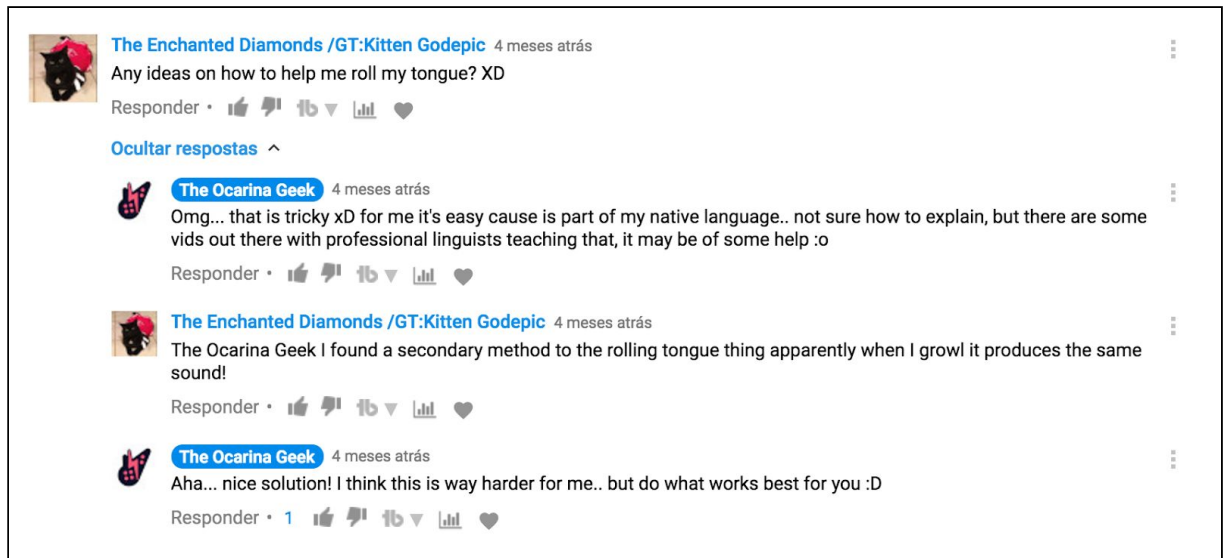 The Enchanted Diamonds /GT:Kitten Godepic 4 meses atrás
Any ideas on how to help me roll my tongue? XD
Responder •
Ocultar respostas
The Ocarina Geek 4 meses atrás
Omg... that is tricky xD for me it's easy cause is part of my native language.. not sure how to explain, but there are some
vids out there with professional linguists teaching that, it may be of some help :o
Responder •
The Enchanted Diamonds /GT:Kitten Godepic 4 meses atrás
The Ocarina Geek I found a secondary method to the rolling tongue thing apparently when I growl it produces the same
sound!
Responder •
The Ocarina Geek 4 meses atrás
Aha... nice solution! I think this is way harder for me.. but do what works best for you :D
Responder • 1